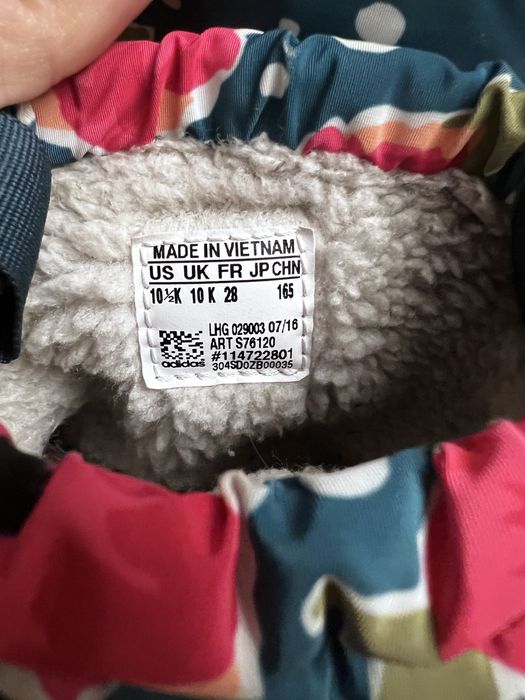 MADE IN VIETNAM
US UK FR JP CHN
10½K 10 K 28 165
LHG 029003 07/16
ART S76120
#114722801
adidas 304SD0ZB00035